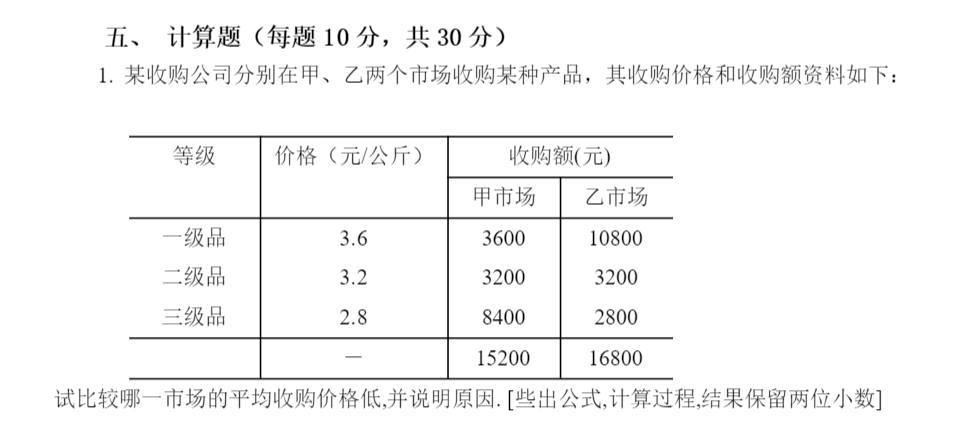 五、 计算题（每题 10 分，共 30 分）
1. 某收购公司分别在甲、乙两个市场收购某种产品，其收购价格和收购额资料如下：
等级 价格（元/公斤） 收购额(元)
甲市场 乙市场
一级品 3.6 3600 10800
二级品 3.2 3200 3200
三级品 2.8 8400 2800
— 15200 16800
试比较哪一市场的平均收购价格低,并说明原因. [些出公式,计算过程,结果保留两位小数]